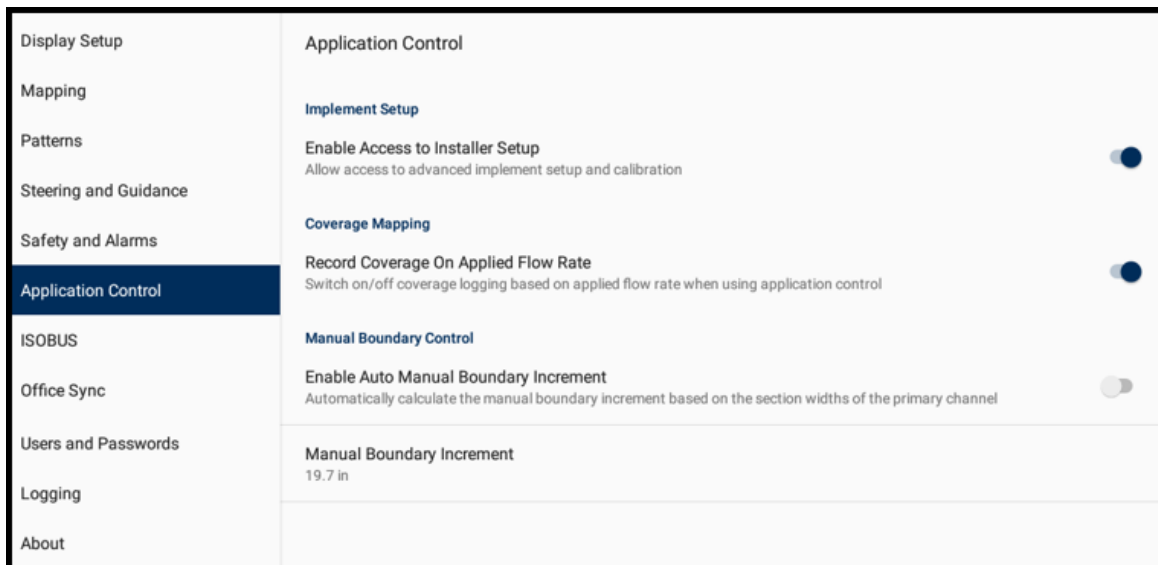 Display Setup
Mapping
Patterns
Steering and Guidance
Safety and Alarms
Application Control
ISOBUS
Office Sync
Users and Passwords
Logging
About
Application Control
Implement Setup
Enable Access to Installer Setup
Allow access to advanced implement setup and calibration
Coverage Mapping
Record Coverage On Applied Flow Rate
Switch on/off coverage logging based on applied flow rate when using application control
Manual Boundary Control
Enable Auto Manual Boundary Increment
Automatically calculate the manual boundary increment based on the section widths of the primary channel
Manual Boundary Increment
19.7 in